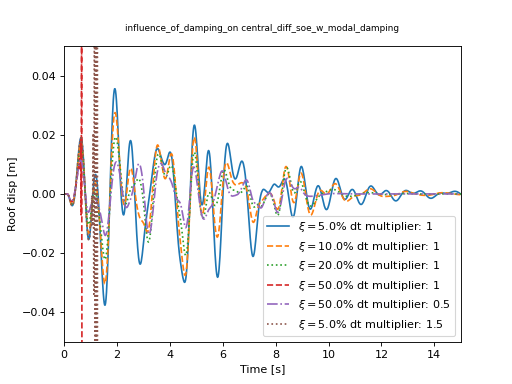 influence_of_damping_on central_diff_soe_w_modal_damping
0.04
0.02
0.00
−0.02
−0.04
Roof disp [m]
ξ = 5.0% dt multiplier: 1
ξ = 10.0% dt multiplier: 1
ξ = 20.0% dt multiplier: 1
ξ = 50.0% dt multiplier: 1
ξ = 50.0% dt multiplier: 0.5
ξ = 5.0% dt multiplier: 1.5
0 2 4 6 8 10 12 14
Time [s]